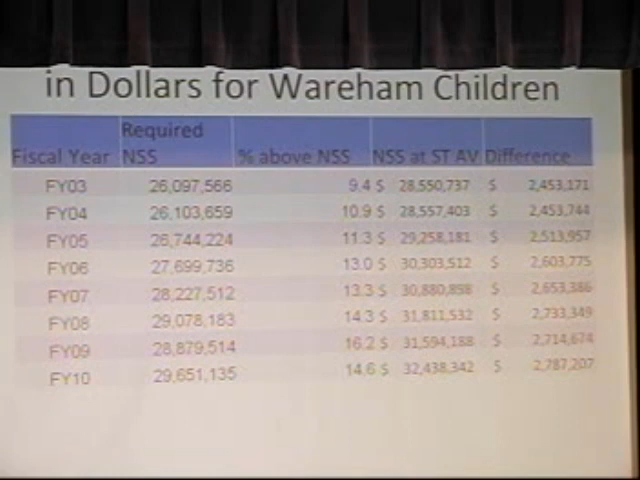 in Dollars for Wareham Children
Fiscal Year Required NSS % above NSS NSS at ST AV Difference
FY03 26,097,566 9.4 $ 28,550,737 $ 2,453,171
FY04 26,103,659 10.9 $ 28,557,403 $ 2,453,744
FY05 26,744,224 11.3 $ 29,258,181 $ 2,513,957
FY06 27,699,736 13.0 $ 30,303,512 $ 2,603,775
FY07 28,227,512 13.3 $ 30,880,898 $ 2,653,386
FY08 29,078,183 14.3 $ 31,811,532 $ 2,733,349
FY09 28,879,514 16.2 $ 31,594,188 $ 2,714,674
FY10 29,651,135 14.6 $ 32,438,342 $ 2,787,207